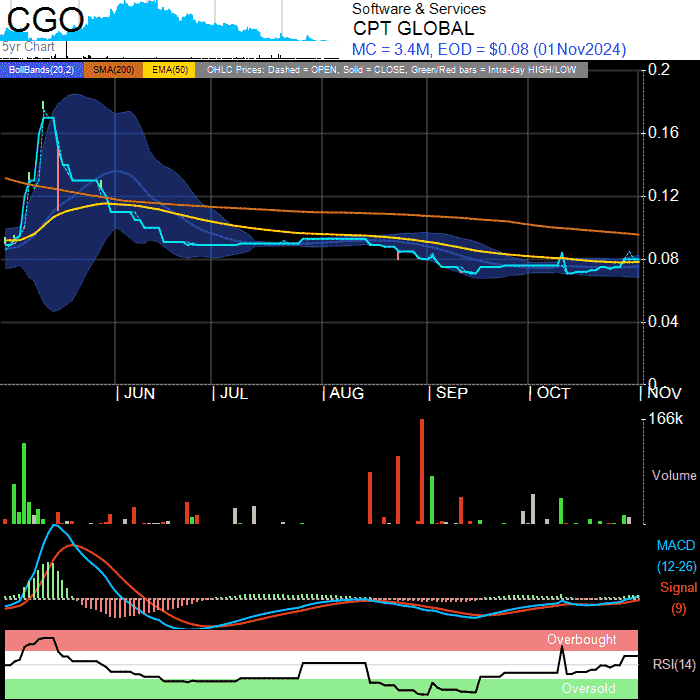 CGO
Software & Services
CPT GLOBAL
5yr Chart
MC = 3.4M, EOD = $0.08 (01Nov2024)
BollBands(20,2) SMA(200) EMA(50) OHLC Prices: Dashed = OPEN, Solid = CLOSE, Green/Red bars = Intra-day HIGH/LOW
0.2
0.16
0.12
0.08
0.04
0
JUN JUL AUG SEP OCT NOV
166k
Volume
MACD
(12-26)
Signal
(9)
Overbought
RSI(14)
Oversold